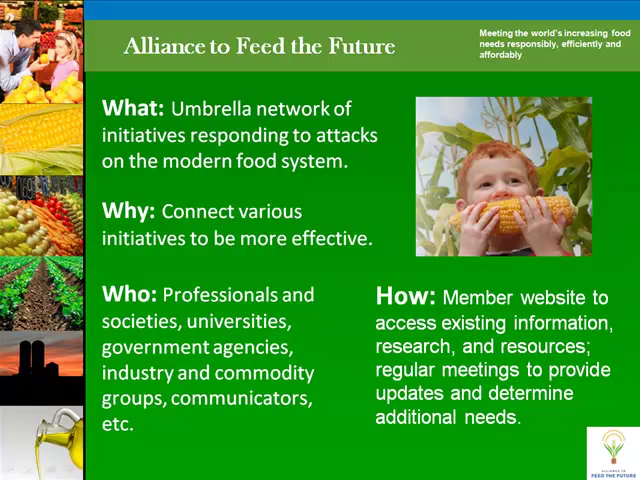 Alliance to Feed the Future
Meeting the world's increasing food
needs responsibly, efficiently and
affordably
What: Umbrella network of
initiatives responding to attacks
on the modern food system.
Why: Connect various
initiatives to be more effective.
Who: Professionals and
societies, universities,
government agencies,
industry and commodity
groups, communicators,
etc.
How: Member website to
access existing information,
research, and resources;
regular meetings to provide
updates and determine
additional needs.
ALLIANCE TO
FEED THE FUTURE